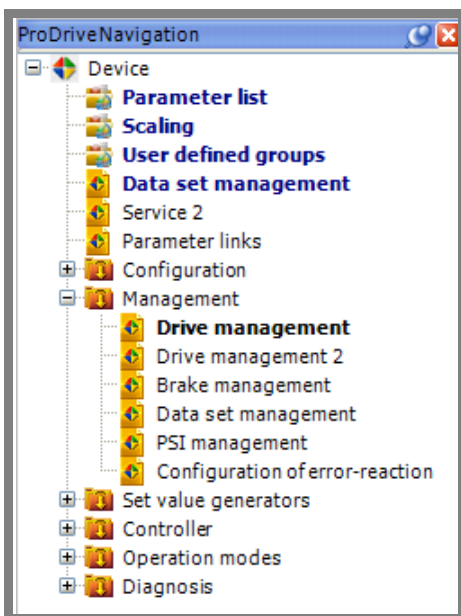 ProDriveNavigation
Device
Parameter list
Scaling
User defined groups
Data set management
Service 2
Parameter links
Configuration
Management
Drive management
Drive management 2
Brake management
Data set management
PSI management
Configuration of error-reaction
Set value generators
Controller
Operation modes
Diagnosis